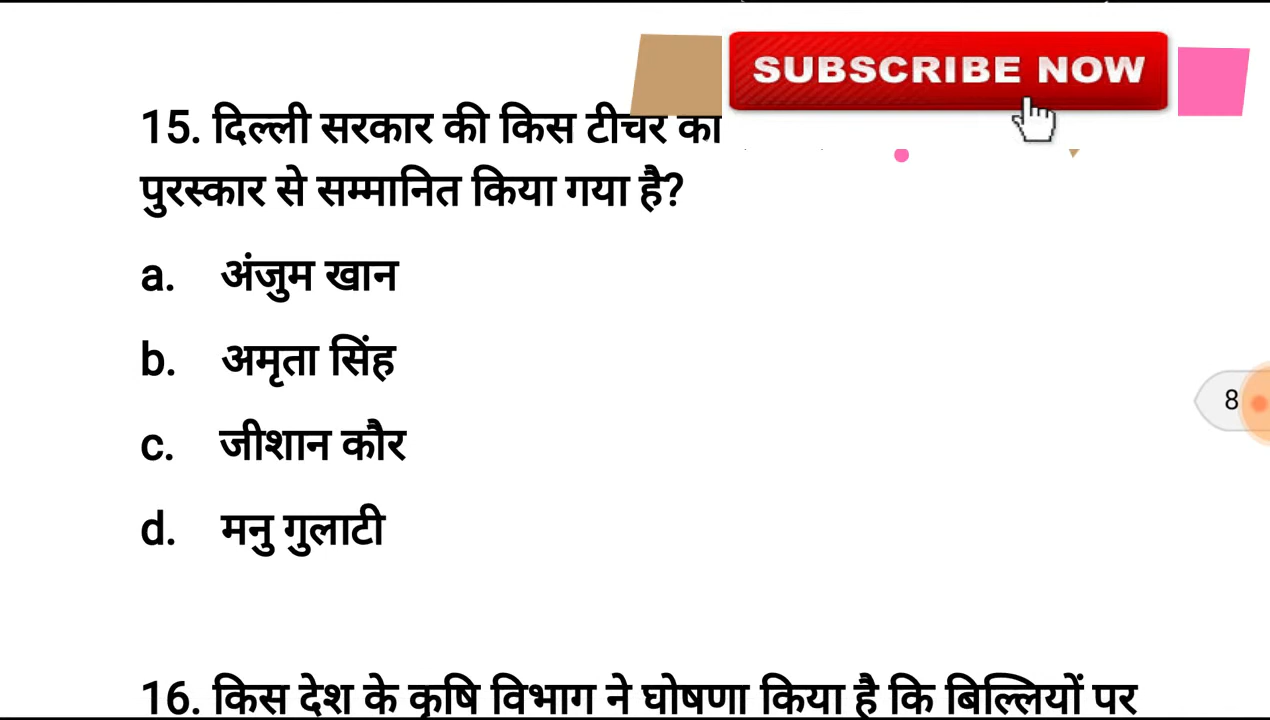 SUBSCRIBE NOW
15. दिल्ली सरकार की किस टीचर को
पुरस्कार से सम्मानित किया गया है?
a. अंजुम खान
b. अमृता सिंह
c. जीशान कौर
8
d. मनु गुलाटी
16. किस देश के कृषि विभाग ने घोषणा किया है कि बिल्लियों पर